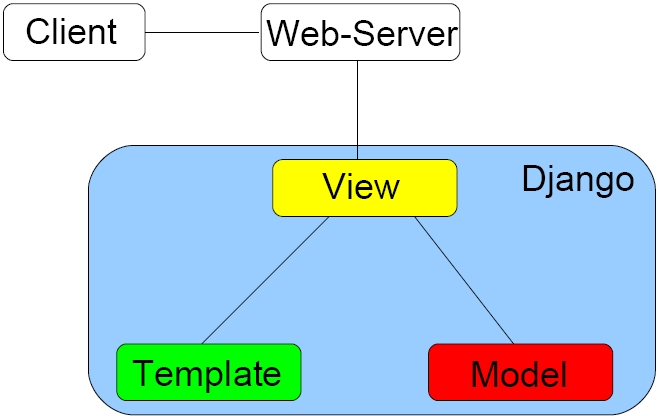 Client
Web-Server
View
Django
Template
Model